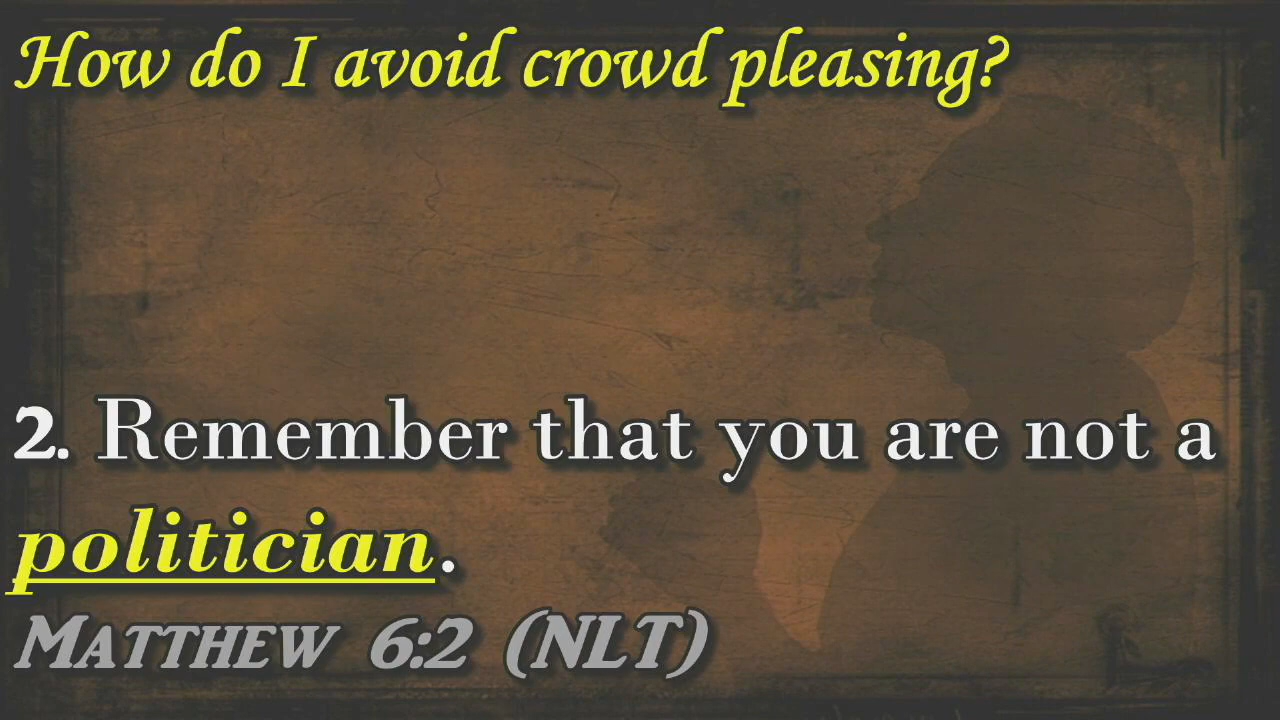 How do I avoid crowd pleasing?
2. Remember that you are not a
politician.
Matthew 6:2 (NLT)